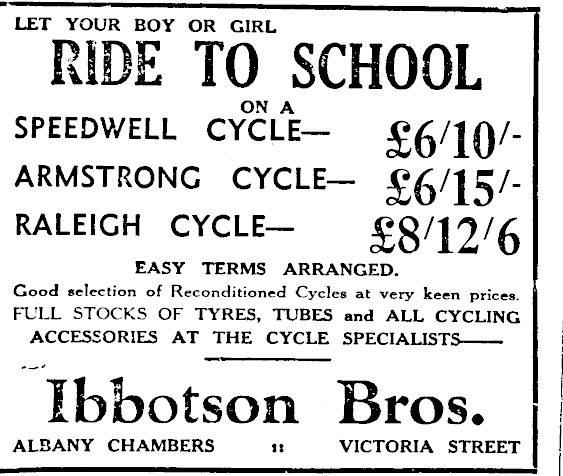 LET YOUR BOY OR GIRL
RIDE TO SCHOOL
ON A
SPEEDWELL CYCLE— £6/10/-
ARMSTRONG CYCLE— £6/15/-
RALEIGH CYCLE— £8/12/6
EASY TERMS ARRANGED.
Good selection of Reconditioned Cycles at very keen prices.
FULL STOCKS OF TYRES, TUBES and ALL CYCLING
ACCESSORIES AT THE CYCLE SPECIALISTS——
Ibbotson Bros.
ALBANY CHAMBERS :: VICTORIA STREET